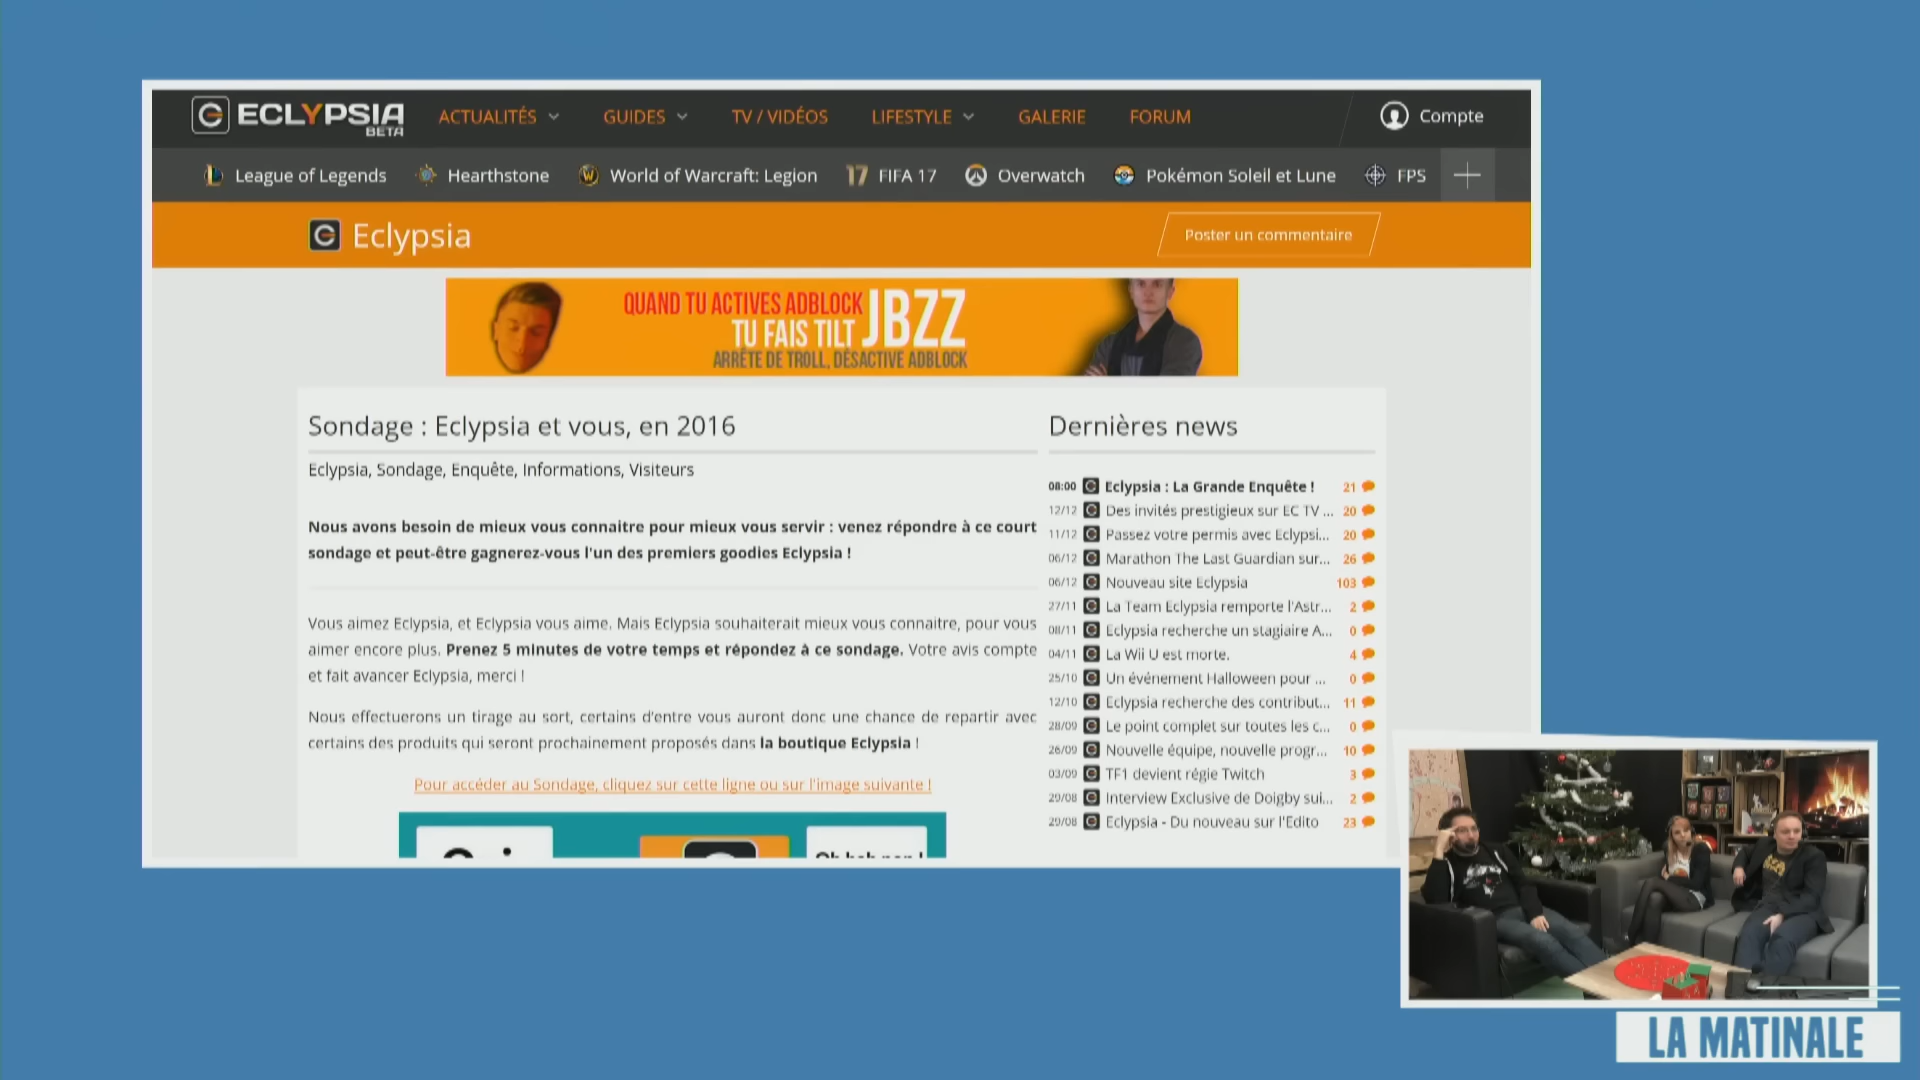 ECLYPSIA
BETA
ACTUALITÉS
GUIDES
TV / VIDÉOS
LIFESTYLE
GALERIE
FORUM
Compte
League of Legends
Hearthstone
World of Warcraft: Legion
17 FIFA 17
Overwatch
Pokémon Soleil et Lune
FPS
Eclypsia
Poster un commentaire
QUAND TU ACTIVES ADBLOCK
TU FAIS TILT JBZZ
ARRÊTE DE TROLL, DÉSACTIVE ADBLOCK
Sondage : Eclypsia et vous, en 2016
Eclypsia, Sondage, Enquête, Informations, Visiteurs
Nous avons besoin de mieux vous connaitre pour mieux vous servir : venez répondre à ce court
sondage et peut-être gagnerez-vous l'un des premiers goodies Eclypsia !
Vous aimez Eclypsia, et Eclypsia vous aime. Mais Eclypsia souhaiterait mieux vous connaitre, pour vous
aimer encore plus. Prenez 5 minutes de votre temps et répondez à ce sondage. Votre avis compte
et fait avancer Eclypsia, merci !
Nous effectuerons un tirage au sort, certains d'entre vous auront donc une chance de repartir avec
certains des produits qui seront prochainement proposés dans la boutique Eclypsia !
Pour accéder au Sondage, cliquez sur cette ligne ou sur l'image suivante !
Dernières news
08:00 Eclypsia : La Grande Enquête ! 21
12/12 Des invités prestigieux sur EC TV ... 20
11/12 Passez votre permis avec Eclypsi... 20
06/12 Marathon The Last Guardian sur... 26
06/12 Nouveau site Eclypsia 103
27/11 La Team Eclypsia remporte l'Astr... 2
08/11 Eclypsia recherche un stagiaire A... 0
04/11 La Wii U est morte. 4
25/10 Un événement Halloween pour ... 0
12/10 Eclypsia recherche des contribut... 11
28/09 Le point complet sur toutes les c... 0
26/09 Nouvelle équipe, nouvelle progr... 10
03/09 TF1 devient régie Twitch 3
29/08 Interview Exclusive de Doigby sui... 2
29/08 Eclypsia - Du nouveau sur l'Edito 23
LA MATINALE